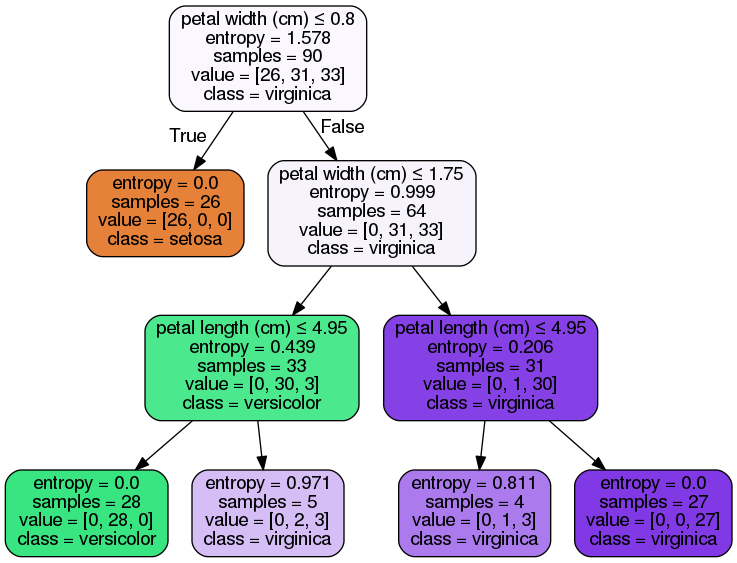 petal width (cm) ≤ 0.8
entropy = 1.578
samples = 90
value = [26, 31, 33]
class = virginica
True
False
entropy = 0.0
samples = 26
value = [26, 0, 0]
class = setosa
petal width (cm) ≤ 1.75
entropy = 0.999
samples = 64
value = [0, 31, 33]
class = virginica
petal length (cm) ≤ 4.95
entropy = 0.439
samples = 33
value = [0, 30, 3]
class = versicolor
petal length (cm) ≤ 4.95
entropy = 0.206
samples = 31
value = [0, 1, 30]
class = virginica
entropy = 0.0
samples = 28
value = [0, 28, 0]
class = versicolor
entropy = 0.971
samples = 5
value = [0, 2, 3]
class = virginica
entropy = 0.811
samples = 4
value = [0, 1, 3]
class = virginica
entropy = 0.0
samples = 27
value = [0, 0, 27]
class = virginica